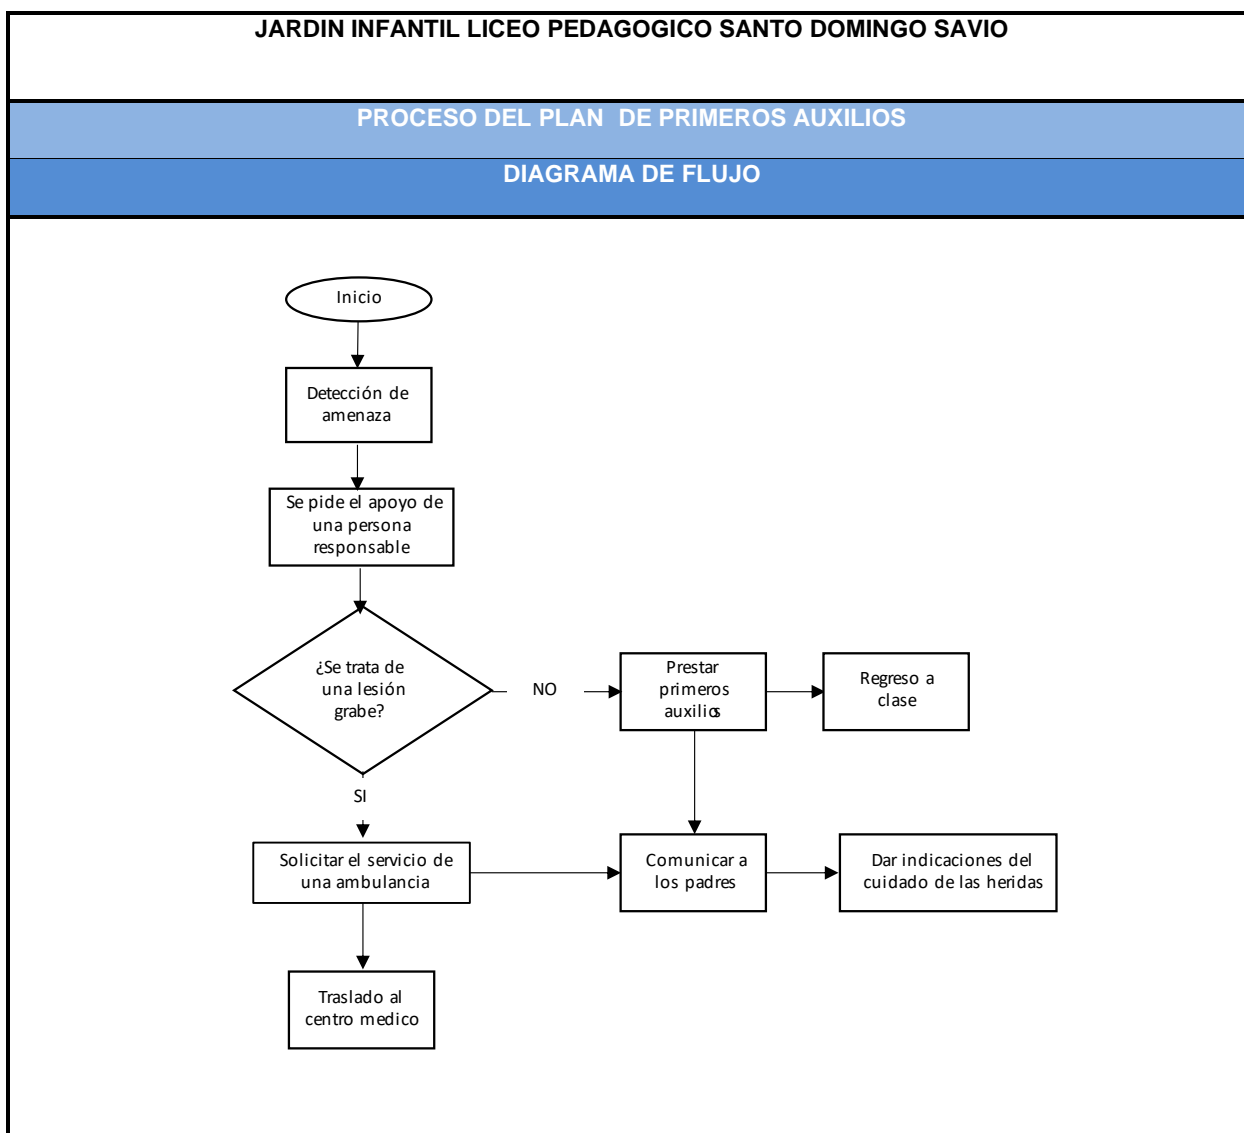 JARDIN INFANTIL LICEO PEDAGOGICO SANTO DOMINGO SAVIO
PROCESO DEL PLAN DE PRIMEROS AUXILIOS
DIAGRAMA DE FLUJO
Inicio
Detección de
amenaza
Se pide el apoyo de
una persona
responsable
¿Se trata de
una lesión
grabe?
NO
Prestar
primeros
auxilios
Regreso a
clase
SI
Solicitar el servicio de
una ambulancia
Comunicar a
los padres
Dar indicaciones del
cuidado de las heridas
Traslado al
centro medico